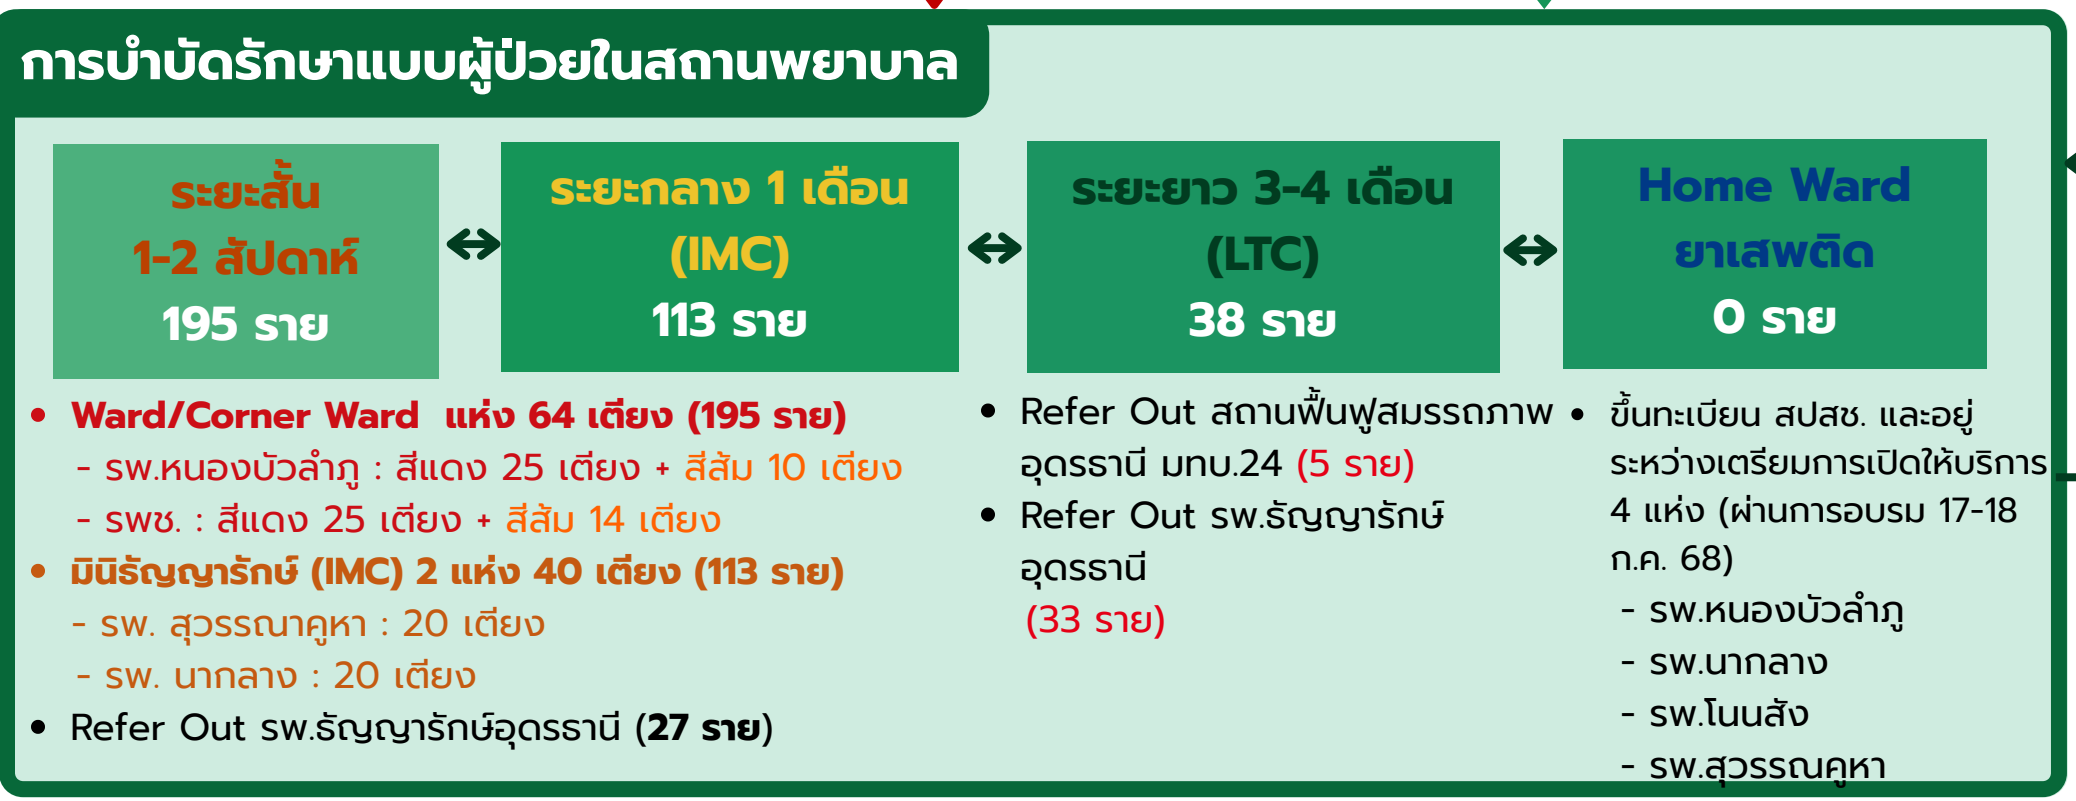 การบำบัดรักษาแบบผู้ป่วยในสถานพยาบาล
ระยะสั้น
1-2 สัปดาห์
195 ราย
ระยะกลาง 1 เดือน
(IMC)
113 ราย
ระยะยาว 3-4 เดือน
(LTC)
38 ราย
Home Ward
ยาเสพติด
0 ราย
• Ward/Corner Ward แห่ง 64 เตียง (195 ราย)
- รพ.หนองบัวลำภู : สีแดง 25 เตียง + สีส้ม 10 เตียง
- รพช. : สีแดง 25 เตียง + สีส้ม 14 เตียง
• มินิธัญญารักษ์ (IMC) 2 แห่ง 40 เตียง (113 ราย)
- รพ. สุวรรณาคูหา : 20 เตียง
- รพ. นากลาง : 20 เตียง
• Refer Out รพ.ธัญญารักษ์อุดรธานี (27 ราย)
• Refer Out สถานฟื้นฟูสมรรถภาพ
อุดรธานี มทบ.24 (5 ราย)
• Refer Out รพ.ธัญญารักษ์
อุดรธานี
(33 ราย)
• ขึ้นทะเบียน สปสช. และอยู่
ระหว่างเตรียมการเปิดให้บริการ
4 แห่ง (ผ่านการอบรม 17-18
ก.ค. 68)
- รพ.หนองบัวลำภู
- รพ.นากลาง
- รพ.โนนสัง
- รพ.สุวรรณคูหา